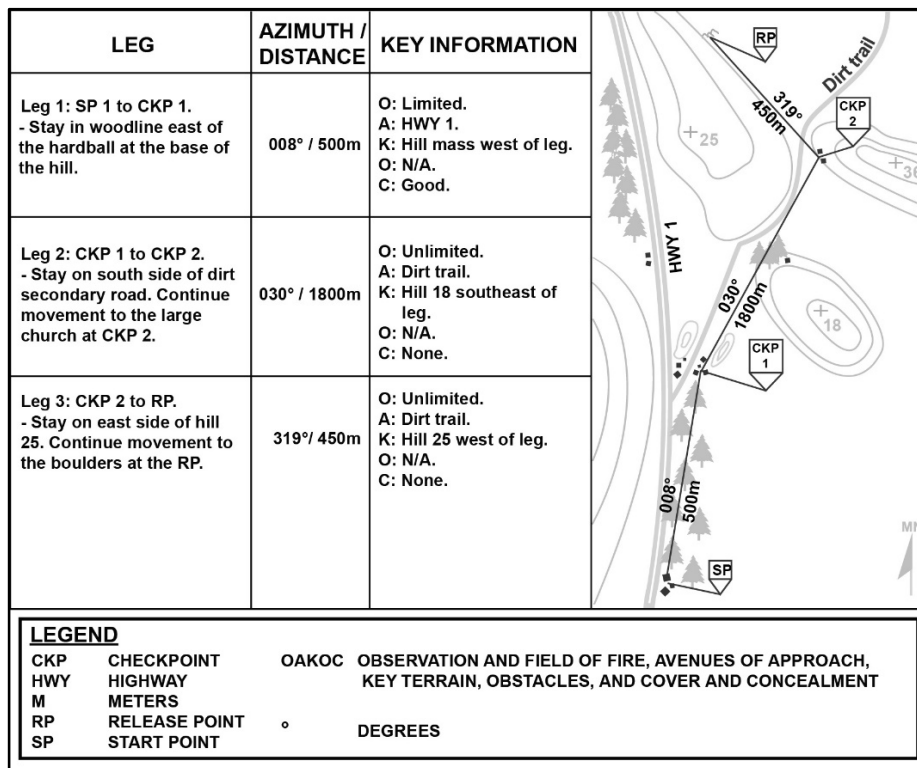 LEG
AZIMUTH /
DISTANCE
KEY INFORMATION
Leg 1: SP 1 to CKP 1.
- Stay in woodline east of
the hardball at the base of
the hill.
008° / 500m
O: Limited.
A: HWY 1.
K: Hill mass west of leg.
O: N/A.
C: Good.
Leg 2: CKP 1 to CKP 2.
- Stay on south side of dirt
secondary road. Continue
movement to the large
church at CKP 2.
030° / 1800m
O: Unlimited.
A: Dirt trail.
K: Hill 18 southeast of
leg.
O: N/A.
C: None.
Leg 3: CKP 2 to RP.
- Stay on east side of hill
25. Continue movement to
the boulders at the RP.
319°/ 450m
O: Unlimited.
A: Dirt trail.
K: Hill 25 west of leg.
O: N/A.
C: None.
RP
Dirt trail
319°
450m
CKP
2
25
36
HWY 1
030°
1800m
18
CKP
1
008°
500m
SP
LEGEND
CKP CHECKPOINT
HWY HIGHWAY
M METERS
RP RELEASE POINT
SP START POINT
OAKOC OBSERVATION AND FIELD OF FIRE, AVENUES OF APPROACH,
KEY TERRAIN, OBSTACLES, AND COVER AND CONCEALMENT
° DEGREES